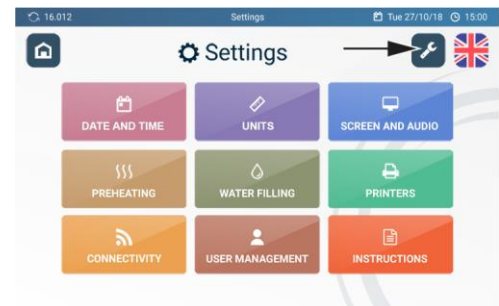 16.012 Settings Tue 27/10/18 15:00
Settings
DATE AND TIME UNITS SCREEN AND AUDIO
PREHEATING WATER FILLING PRINTERS
CONNECTIVITY USER MANAGEMENT INSTRUCTIONS